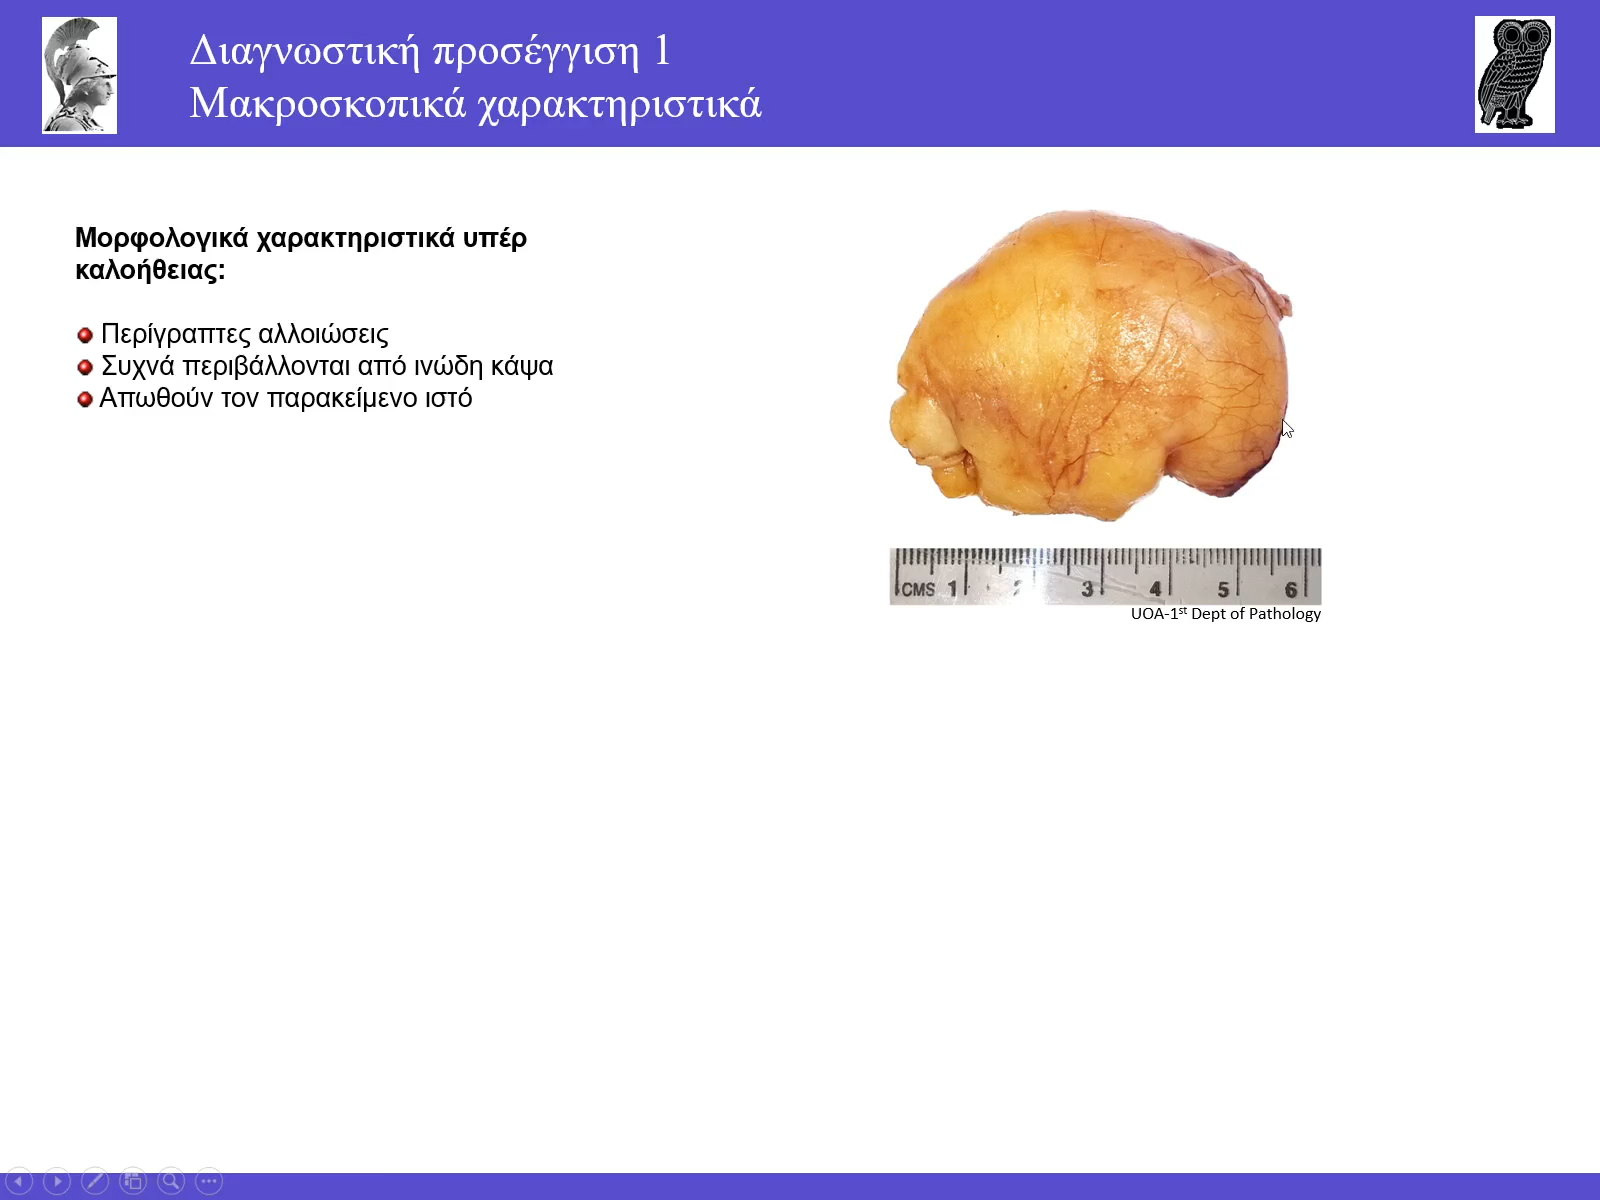 Διαγνωστική προσέγγιση 1
Μακροσκοπικά χαρακτηριστικά
Μορφολογικά χαρακτηριστικά υπέρ
καλοήθειας:
Περίγραπτες αλλοιώσεις
Συχνά περιβάλλονται από ινώδη κάψα
Απωθούν τον παρακείμενο ιστό
CMS 1 2 3 4 5 6
UOA-1st Dept of Pathology